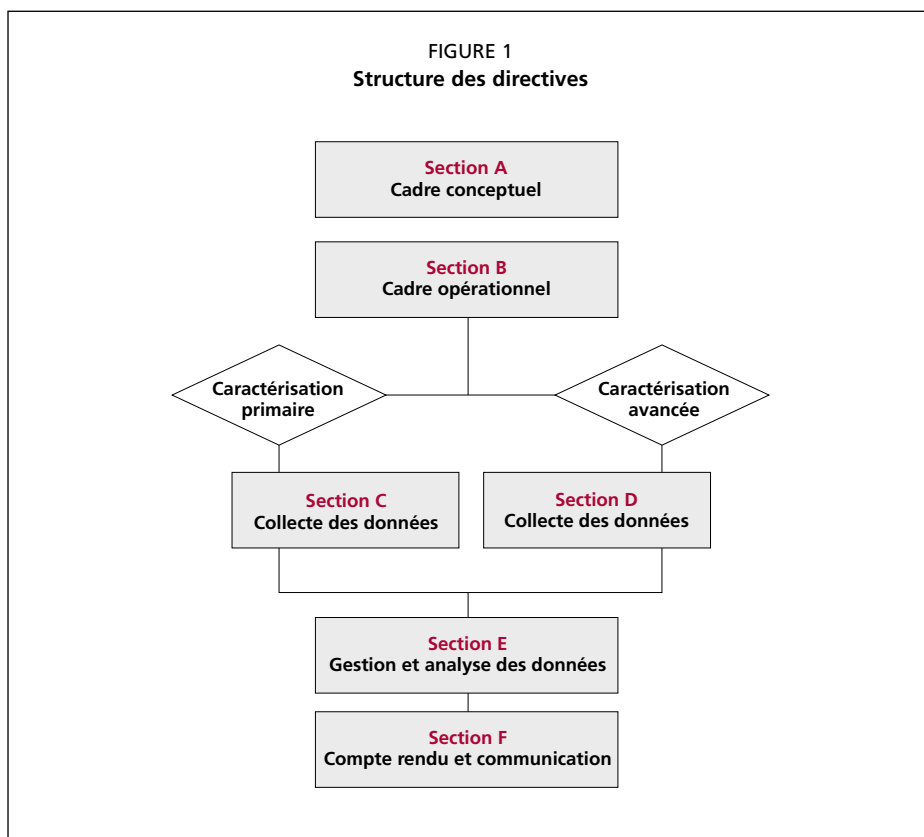 FIGURE 1
Structure des directives
Section A
Cadre conceptuel
Section B
Cadre opérationnel
Caractérisation
primaire
Caractérisation
avancée
Section C
Collecte des données
Section D
Collecte des données
Section E
Gestion et analyse des données
Section F
Compte rendu et communication